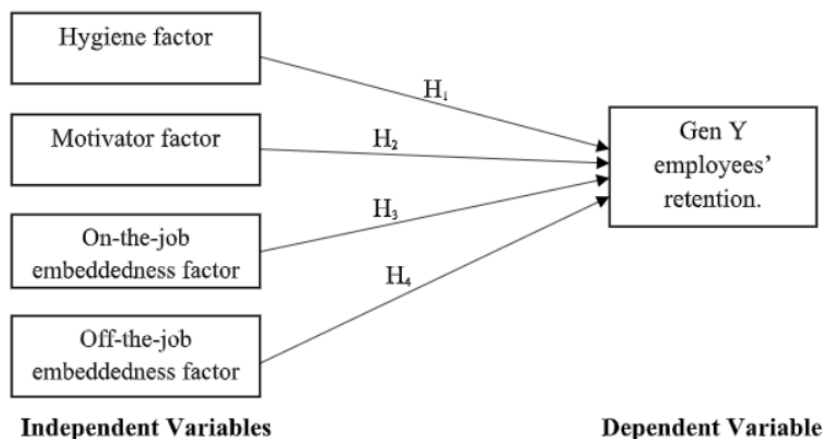 Hygiene factor
H₁
Motivator factor
H₂
Gen Y
employees’
retention.
On-the-job
embeddedness factor
H₃
Off-the-job
embeddedness factor
H₄
Independent Variables
Dependent Variable